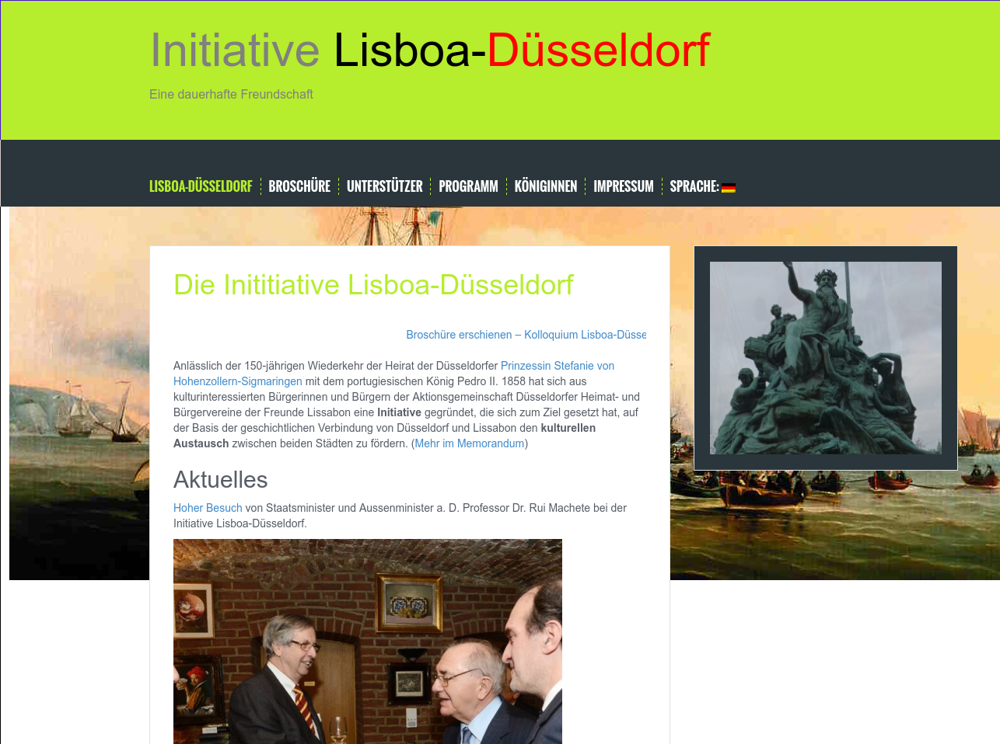 Initiative Lisboa-Düsseldorf
Eine dauerhafte Freundschaft
LISBOA-DÜSSELDORF BROSCHÜRE UNTERSTÜTZER PROGRAMM KÖNIGINNEN IMPRESSUM SPRACHE:
Die Inititiative Lisboa-Düsseldorf
Broschüre erschienen – Kolloquium Lisboa-Düsse
Anlässlich der 150-jährigen Wiederkehr der Heirat der Düsseldorfer Prinzessin Stefanie von
Hohenzollern-Sigmaringen mit dem portugiesischen König Pedro II. 1858 hat sich aus
kulturinteressierten Bürgerinnen und Bürgern der Aktionsgemeinschaft Düsseldorfer Heimat- und
Bürgervereine der Freunde Lissabon eine Initiative gegründet, die sich zum Ziel gesetzt hat, auf
der Basis der geschichtlichen Verbindung von Düsseldorf und Lissabon den kulturellen
Austausch zwischen beiden Städten zu fördern. (Mehr im Memorandum)
Aktuelles
Hoher Besuch von Staatsminister und Aussenminister a. D. Professor Dr. Rui Machete bei der
Initiative Lisboa-Düsseldorf.